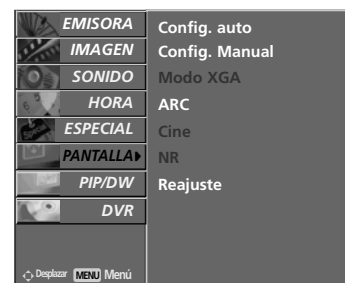 EMISORA
IMAGEN
SONIDO
HORA
ESPECIAL
PANTALLA
PIP/DW
DVR
Desplazar MENU Menú
Config. auto
Config. Manual
Modo XGA
ARC
Cine
NR
Reajuste